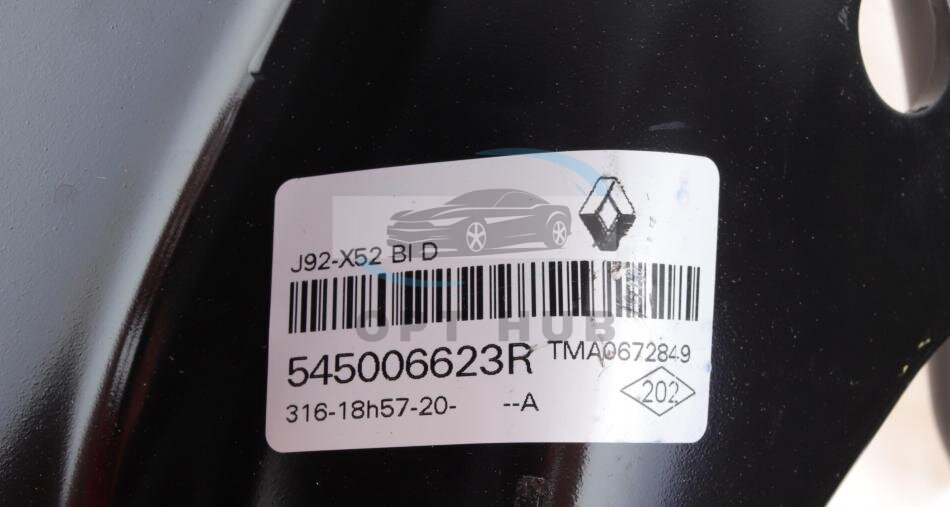 J92-X52 BI D
OPT HUB
545006623R TMA0672849
316-18h57-20- --A
202